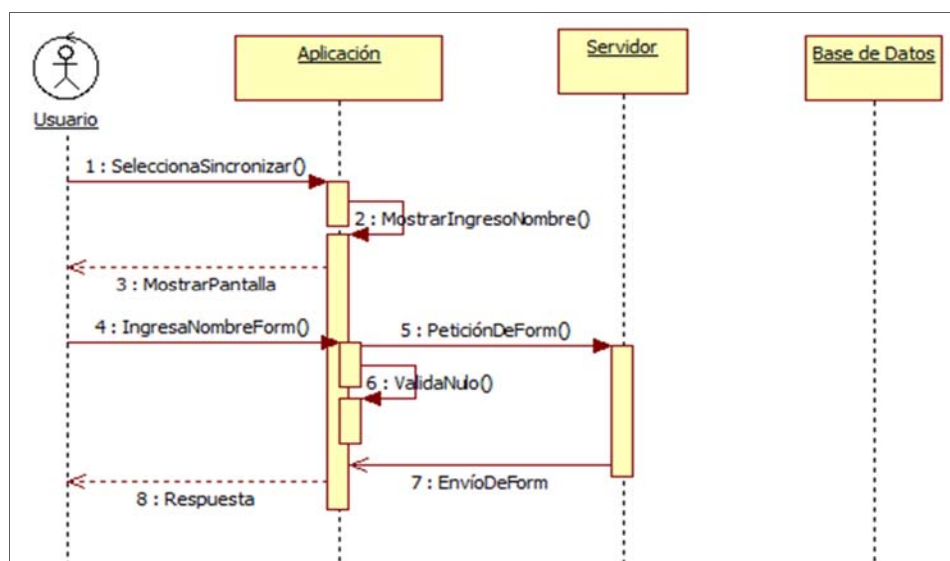 Aplicación
Servidor
Base de Datos
Usuario
1 : SeleccionaSincronizar()
2 : MostrarIngresoNombre()
3 : MostrarPantalla
4 : IngresaNombreForm()
5 : PeticiónDeForm()
6 : ValidaNulo()
7 : EnvíoDeForm
8 : Respuesta